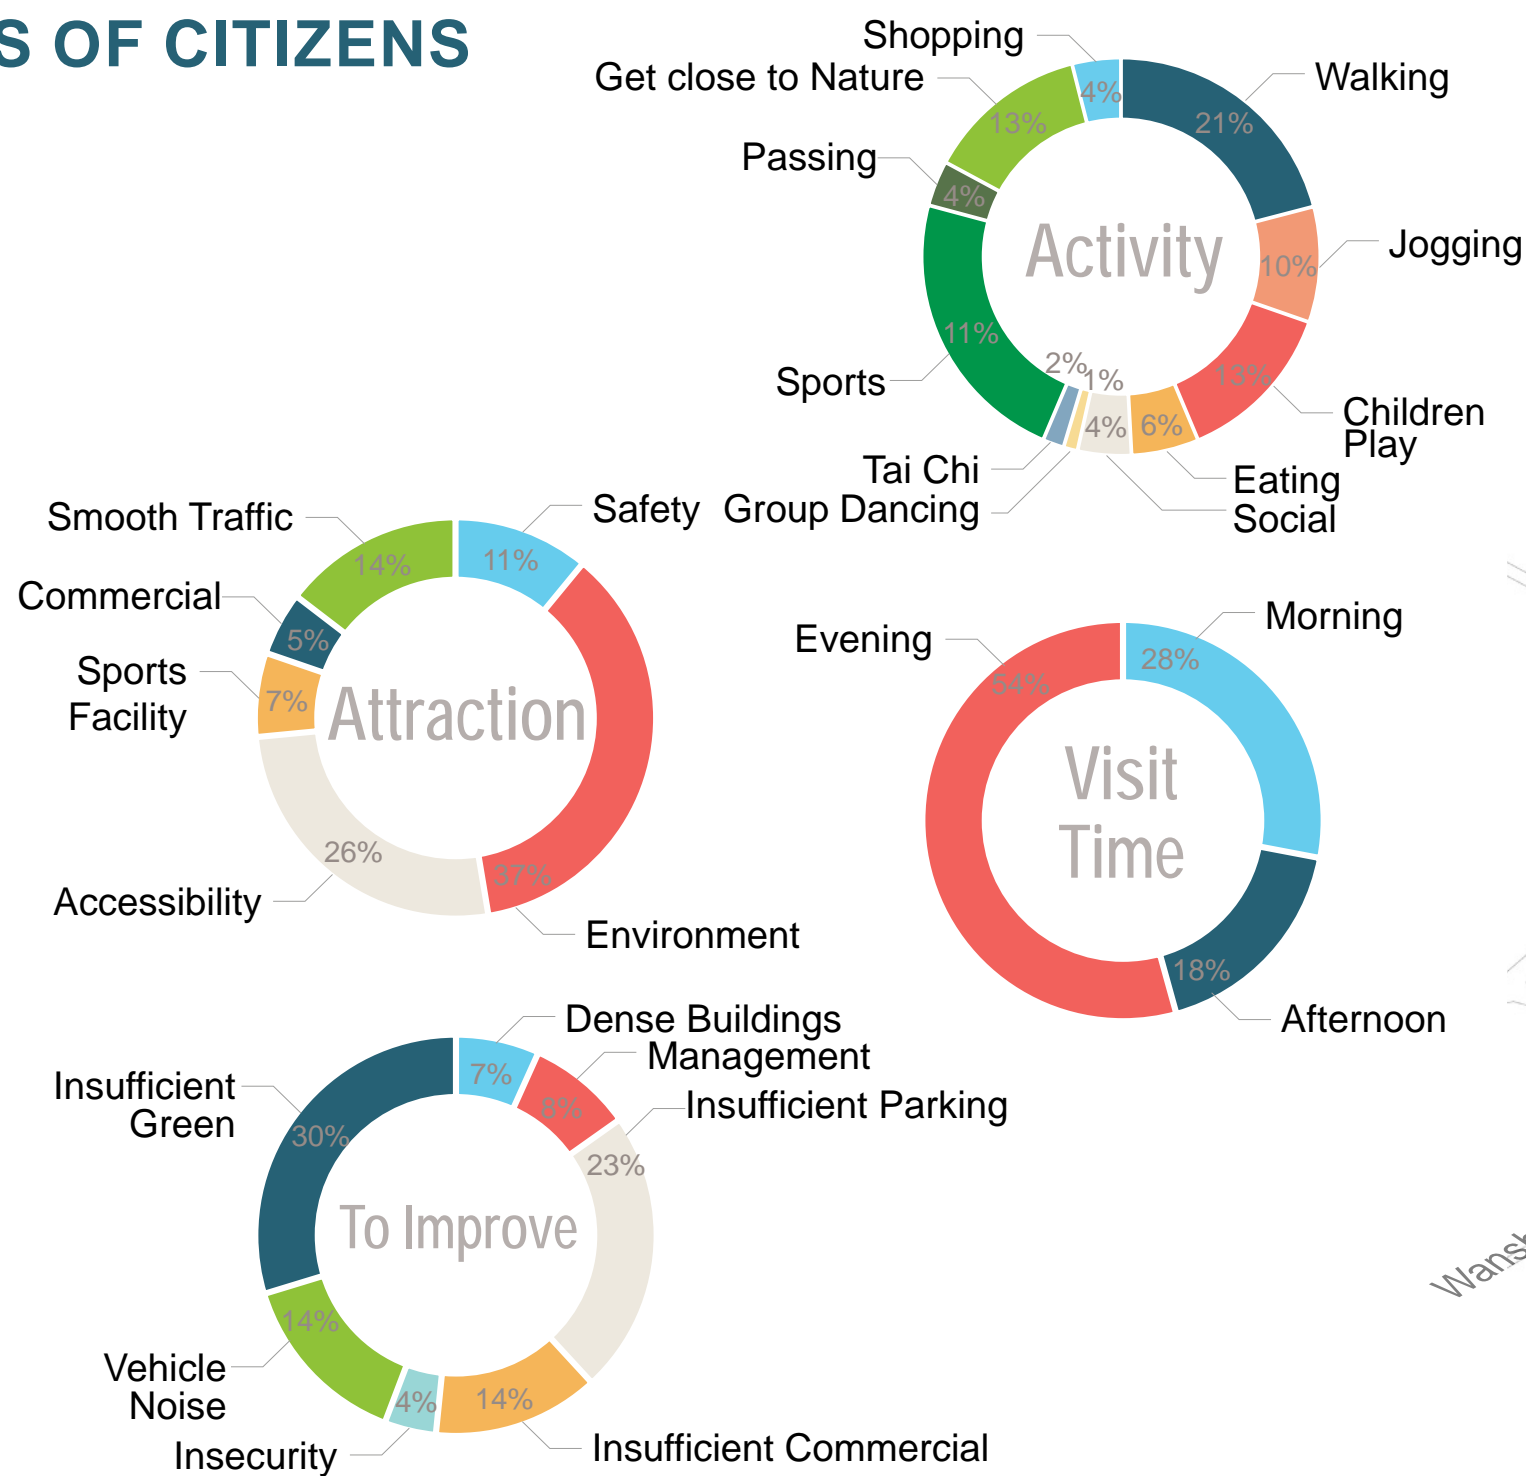 S OF CITIZENS
Shopping
Get close to Nature
Passing
Sports
Tai Chi
Group Dancing
Walking
Jogging
Children
Play
Eating
Social
4%
13%
4%
11%
2%
1%
4%
6%
13%
10%
21%
Activity
Smooth Traffic
Commercial
Sports
Facility
Accessibility
Safety
Environment
14%
11%
5%
7%
26%
37%
Attraction
Evening
Morning
Afternoon
54%
28%
18%
Visit
Time
Dense Buildings
Management
Insufficient Parking
Insufficient
Green
Vehicle
Noise
Insecurity
Insufficient Commercial
7%
8%
23%
30%
14%
4%
14%
To Improve